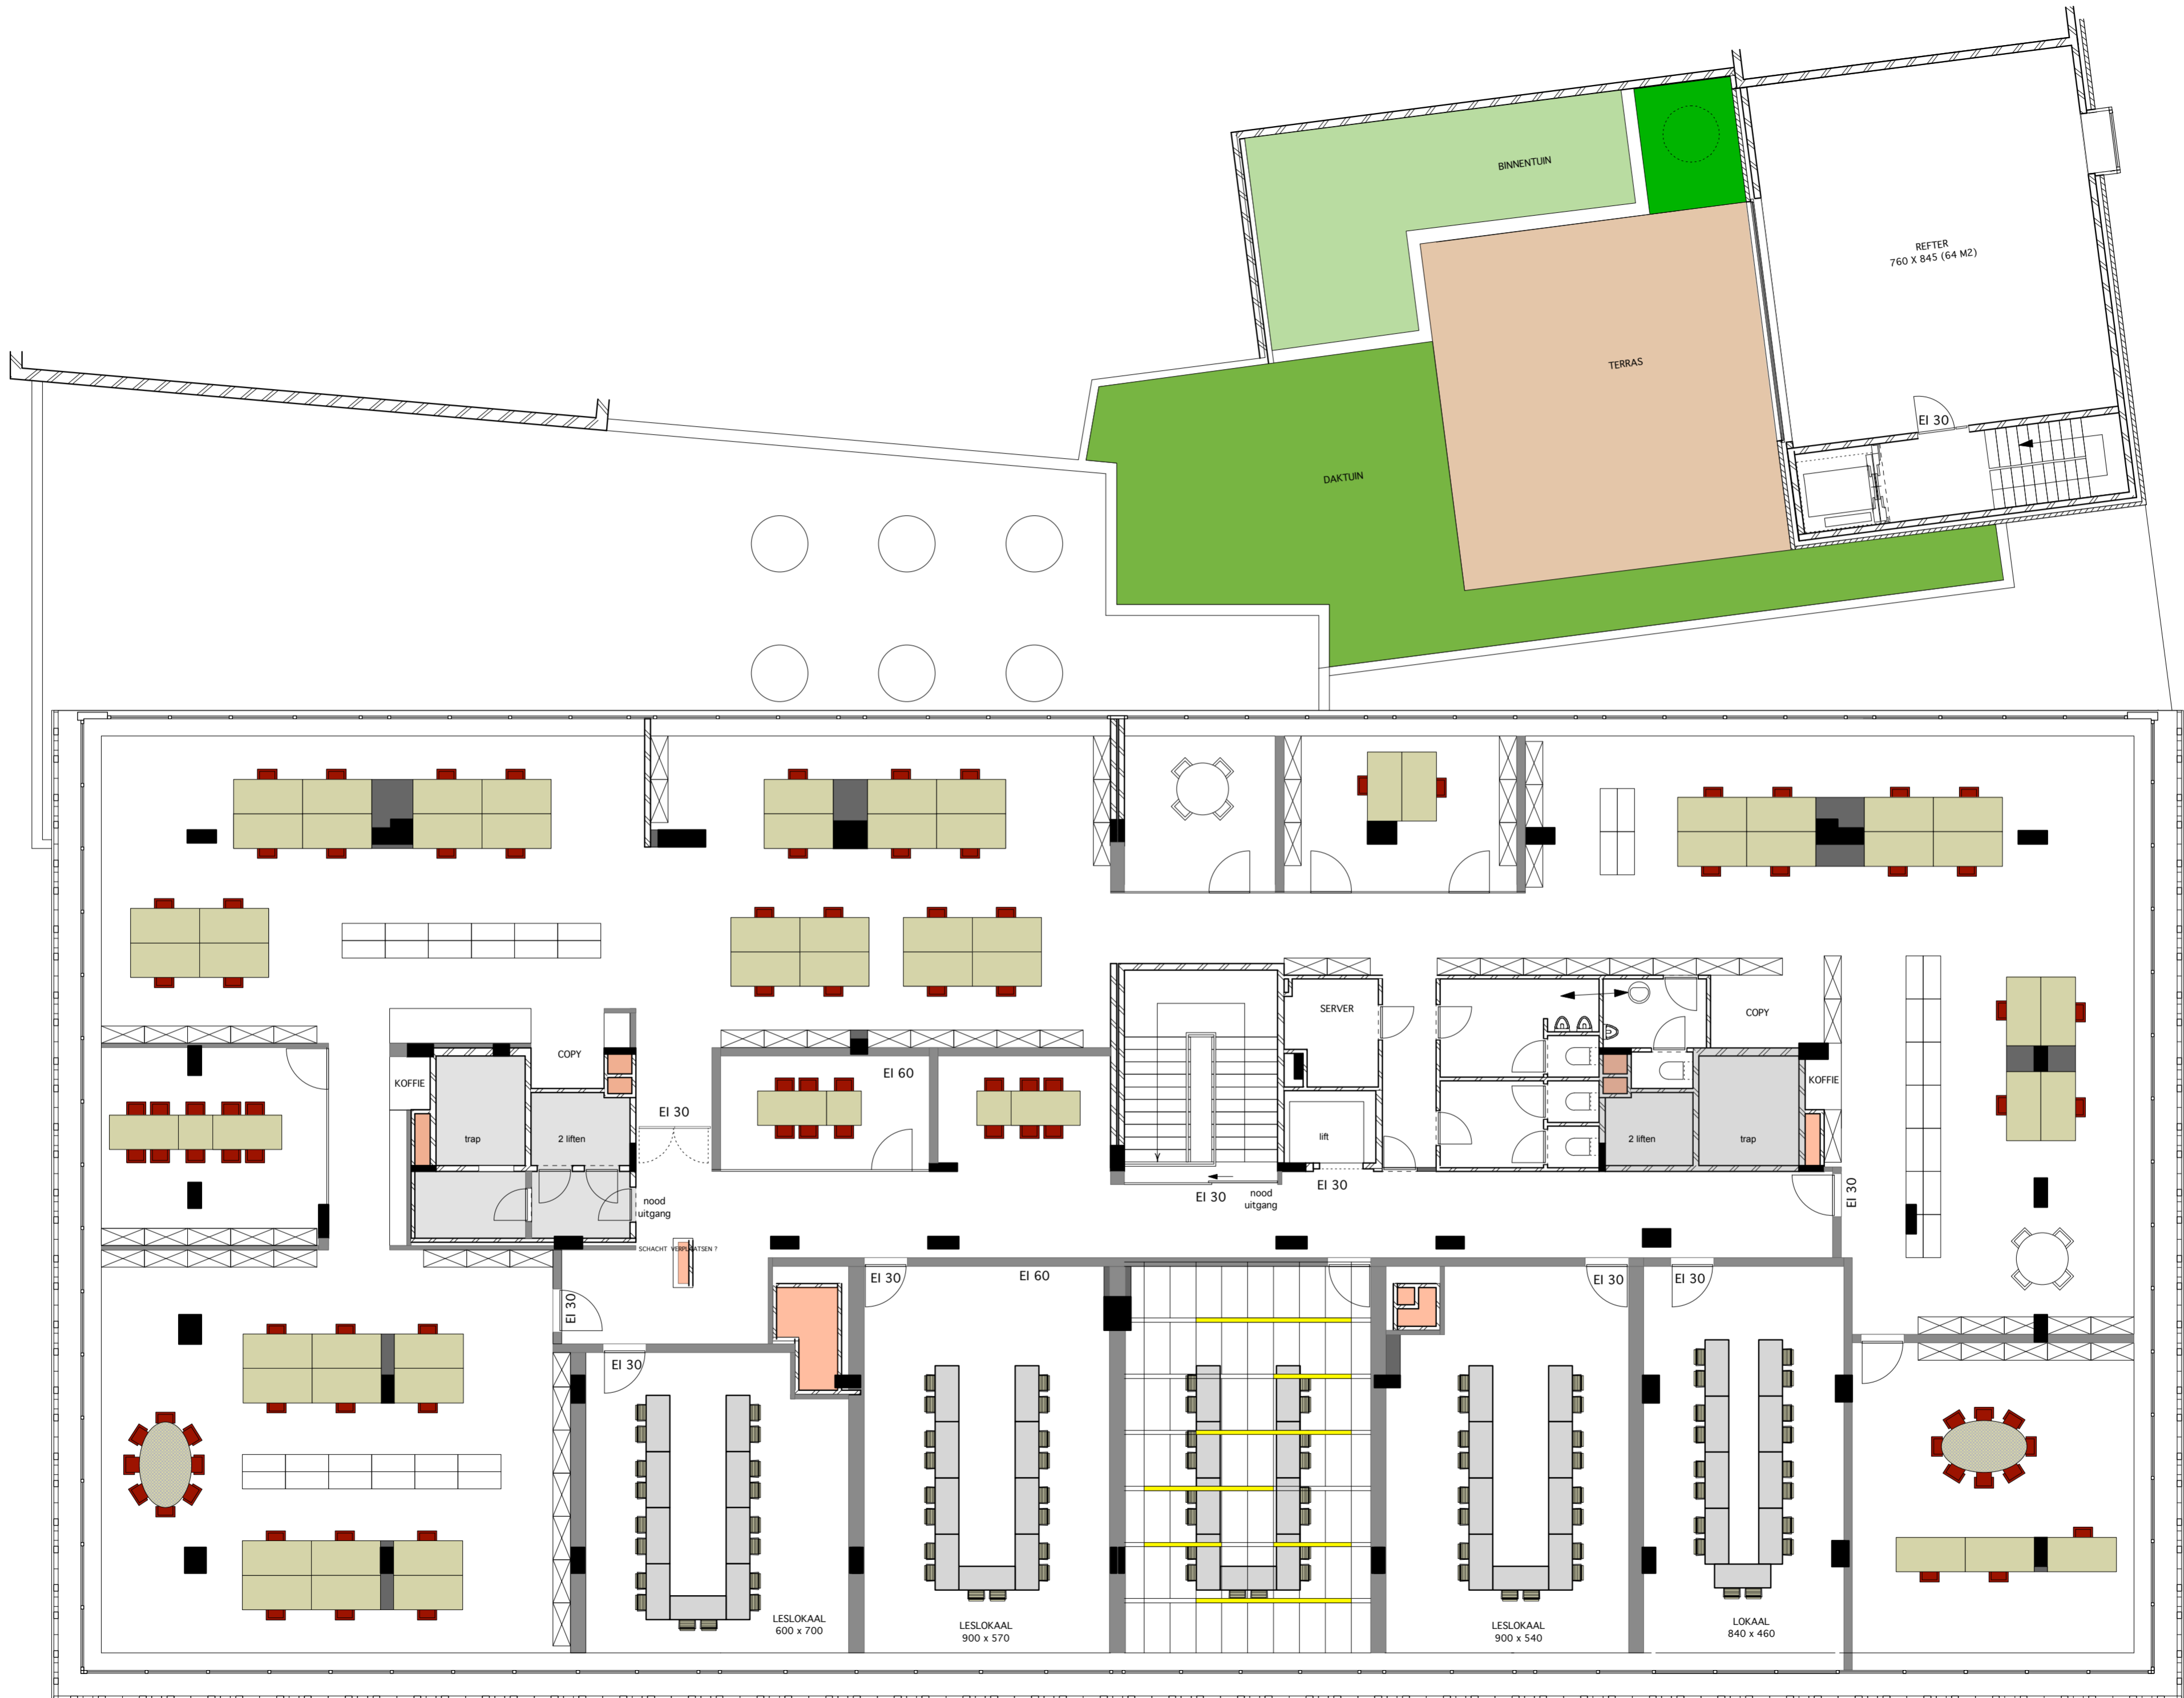 BINNENTUIN
REFTER
760 X 845 (64 M2)
TERRAS
EI 30
DAKTUIN
SERVER
COPY
COPY
KOFFIE
EI 60
KOFFIE
EI 30
trap
2 liften
lift
2 liften
trap
EI 30
EI 30
EI 30
nood
uitgang
nood
uitgang
SCHACHT VERPLAATSEN ?
EI 30
EI 60
EI 30
EI 30
EI 30
EI 30
LESLOKAAL
600 x 700
LESLOKAAL
900 x 570
LESLOKAAL
900 x 540
LOKAAL
840 x 460